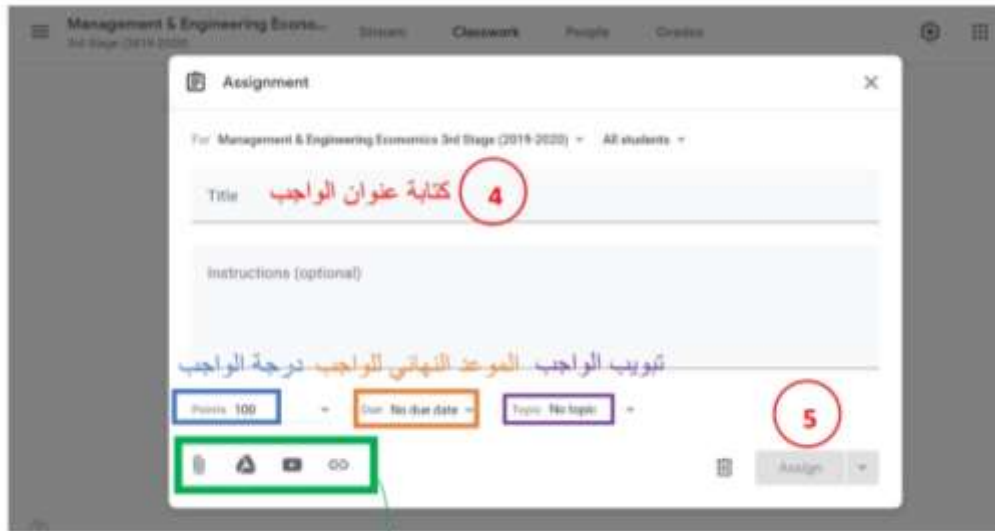 Management & Engineering Econo...
3rd Stage (2019-2020)
Stream Classwork People Grades
Assignment
For Management & Engineering Economics 3rd Stage (2019-2020) All students
Title كتابة عنوان الواجب 4
Instructions (optional)
تبويب الواجب الموعد النهائي للواجب درجة الواجب
Points 100 Due No due date Topic No topic
5
Assign